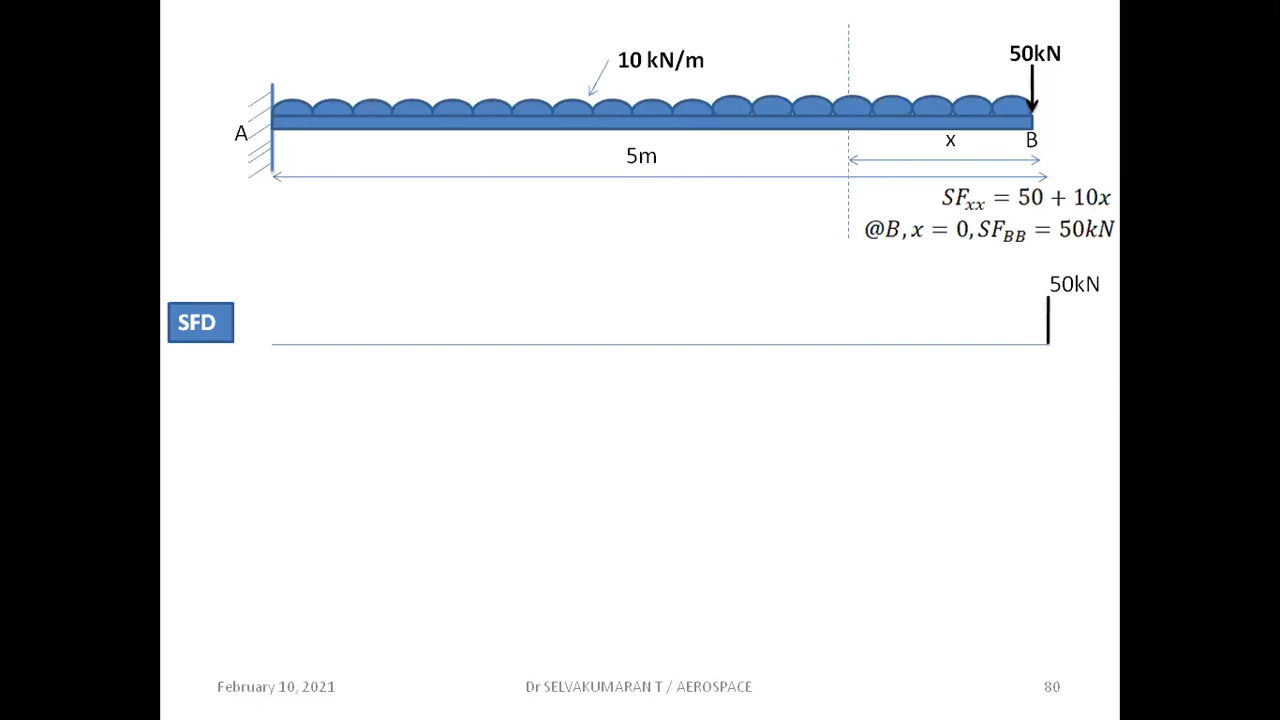 50kN
10 kN/m
A
x
B
5m
SF_xx = 50 + 10x
@B, x = 0, SF_BB = 50kN
50kN
SFD
February 10, 2021
Dr SELVAKUMARAN T / AEROSPACE
80